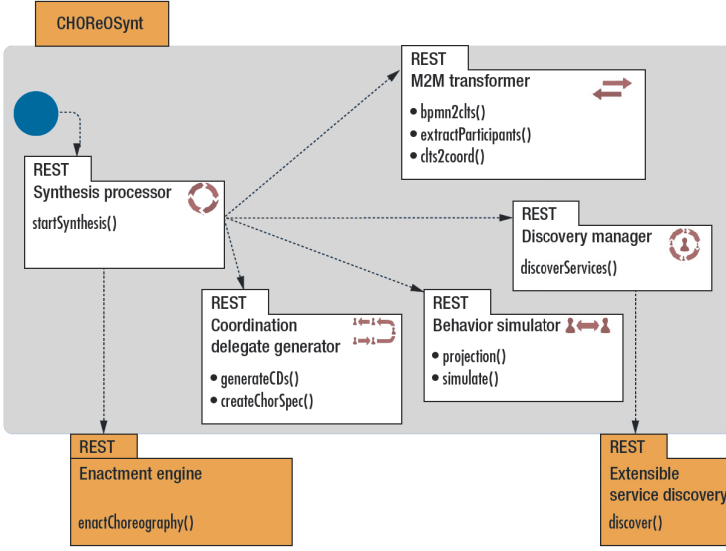 CHOReOSynt
REST
M2M transformer
• bpmn2clts()
• extractParticipants()
• clts2coord()
REST
Synthesis processor
startSynthesis()
REST
Discovery manager
discoverServices()
REST
Coordination
delegate generator
• generateCDs()
• createChorSpec()
REST
Behavior simulator
• projection()
• simulate()
REST
Enactment engine
enactChoreography()
REST
Extensible
service discovery
discover()